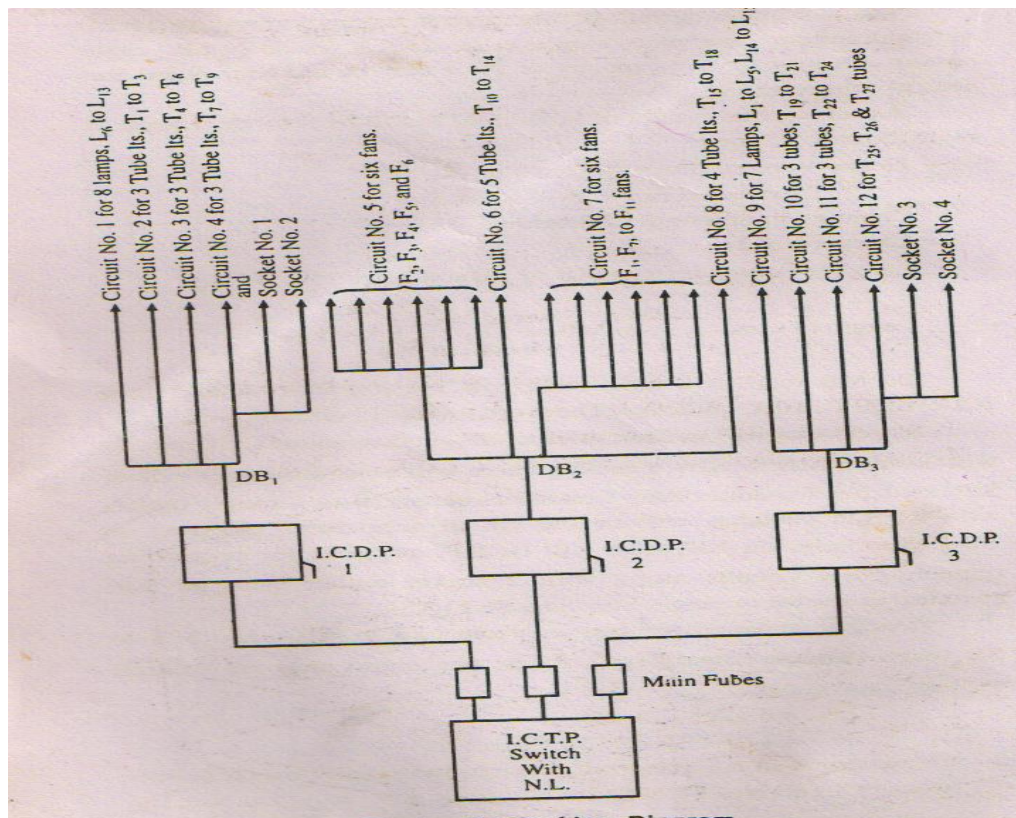 Circuit No. 1 for 8 lamps, L₆ to L₁₃
Circuit No. 2 for 3 Tube lts., T₁ to T₃
Circuit No. 3 for 3 Tube lts., T₄ to T₆
Circuit No. 4 for 3 Tube lts., T₇ to T₉
and
Socket No. 1
Socket No. 2
Circuit No. 5 for six fans.
F₂, F₃, F₄, F₅, and F₆
Circuit No. 6 for 5 Tube lts., T₁₀ to T₁₄
Circuit No. 7 for six fans.
F₁, F₇, to F₁₁ fans.
Circuit No. 8 for 4 Tube lts., T₁₅ to T₁₈
Circuit No. 9 for 7 Lamps, L₁ to L₅, L₁₄ to
Circuit No. 10 for 3 tubes, T₁₉ to T₂₁
Circuit No. 11 for 3 tubes, T₂₂ to T₂₄
Circuit No. 12 for T₂₅, T₂₆ & T₂₇ tubes
Socket No. 3
Socket No. 4
DB₁
DB₂
DB₃
I.C.D.P.
1
I.C.D.P.
2
I.C.D.P.
3
Main Fubes
I.C.T.P.
Switch
With
N.L.